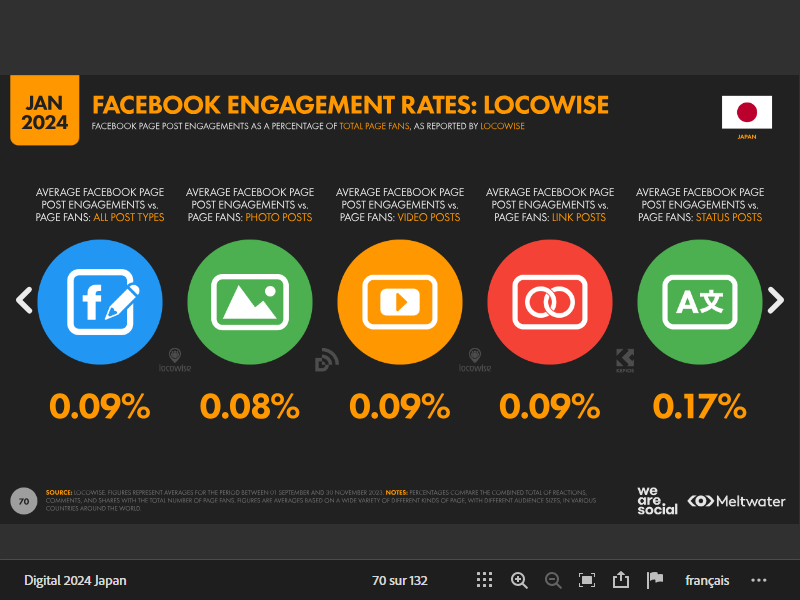 JAN
2024
FACEBOOK ENGAGEMENT RATES: LOCOWISE
FACEBOOK PAGE POST ENGAGEMENTS AS A PERCENTAGE OF TOTAL PAGE FANS, AS REPORTED BY LOCOWISE
JAPAN
AVERAGE FACEBOOK PAGE
POST ENGAGEMENTS vs.
PAGE FANS: ALL POST TYPES
AVERAGE FACEBOOK PAGE
POST ENGAGEMENTS vs.
PAGE FANS: PHOTO POSTS
AVERAGE FACEBOOK PAGE
POST ENGAGEMENTS vs.
PAGE FANS: VIDEO POSTS
AVERAGE FACEBOOK PAGE
POST ENGAGEMENTS vs.
PAGE FANS: LINK POSTS
AVERAGE FACEBOOK PAGE
POST ENGAGEMENTS vs.
PAGE FANS: STATUS POSTS
f
A文
locowise
locowise
KEPIOS
0.09%
0.08%
0.09%
0.09%
0.17%
70
SOURCE: LOCOWISE. FIGURES REPRESENT AVERAGES FOR THE PERIOD BETWEEN 01 SEPTEMBER AND 30 NOVEMBER 2023. NOTES: PERCENTAGES COMPARE THE COMBINED TOTAL OF REACTIONS,
COMMENTS, AND SHARES WITH THE TOTAL NUMBER OF PAGE FANS. FIGURES ARE AVERAGES BASED ON A WIDE VARIETY OF DIFFERENT KINDS OF PAGE, WITH DIFFERENT AUDIENCE SIZES, IN VARIOUS
COUNTRIES AROUND THE WORLD.
we
are.
social
Meltwater
Digital 2024 Japan
70 sur 132
français